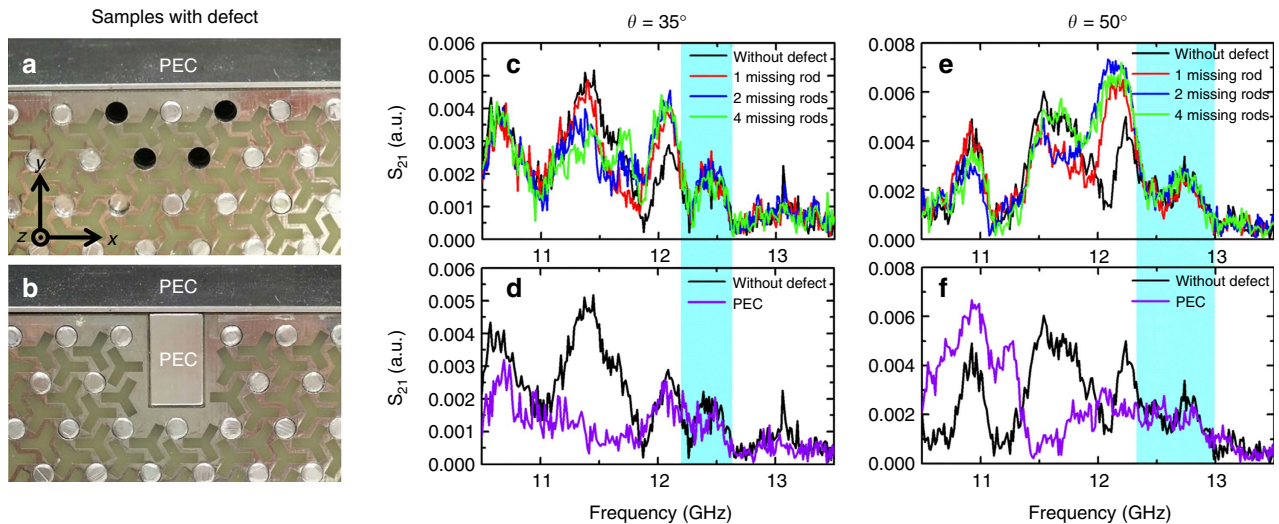 Samples with defect
a
PEC
y
z
x
b
PEC
PEC
θ = 35°
c
0.006
0.005
0.004
0.003
0.002
0.001
0.000
S21 (a.u.)
Without defect
1 missing rod
2 missing rods
4 missing rods
11
12
13
d
0.006
0.005
0.004
0.003
0.002
0.001
0.000
S21 (a.u.)
Without defect
PEC
11
12
13
Frequency (GHz)
θ = 50°
e
0.008
0.006
0.004
0.002
0.000
Without defect
1 missing rod
2 missing rods
4 missing rods
11
12
13
f
0.008
0.006
0.004
0.002
0.000
Without defect
PEC
11
12
13
Frequency (GHz)